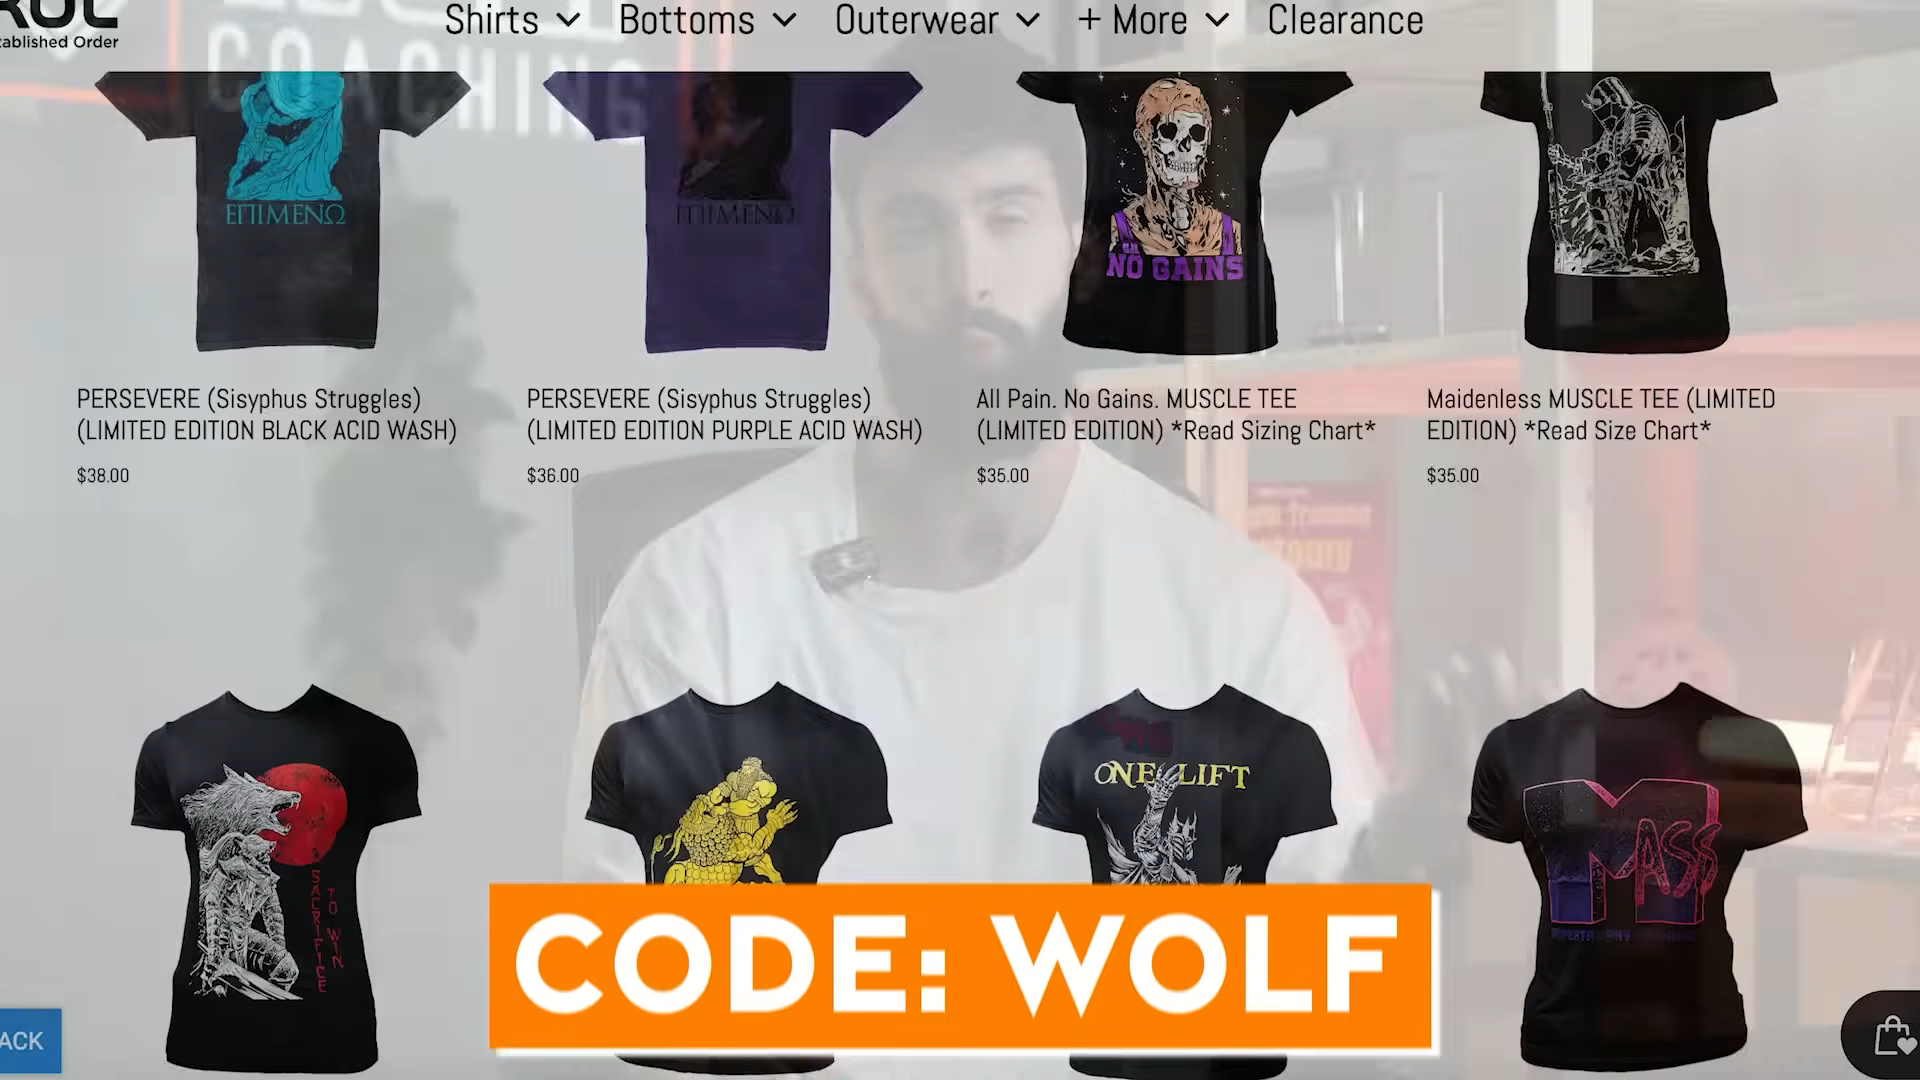 Shirts Bottoms Outerwear + More Clearance
tablished Order
COACHING
ΕΠΙΜΕΝΩ
ΕΠΙΜΕΝΩ
NO GAINS
PERSEVERE (Sisyphus Struggles)
(LIMITED EDITION BLACK ACID WASH)
$38.00
PERSEVERE (Sisyphus Struggles)
(LIMITED EDITION PURPLE ACID WASH)
$36.00
All Pain. No Gains. MUSCLE TEE
(LIMITED EDITION) *Read Sizing Chart*
$35.00
Maidenless MUSCLE TEE (LIMITED
EDITION) *Read Size Chart*
$35.00
SACRIFICE
TO WIN
ONE LIFT
MASS
CODE: WOLF
ACK